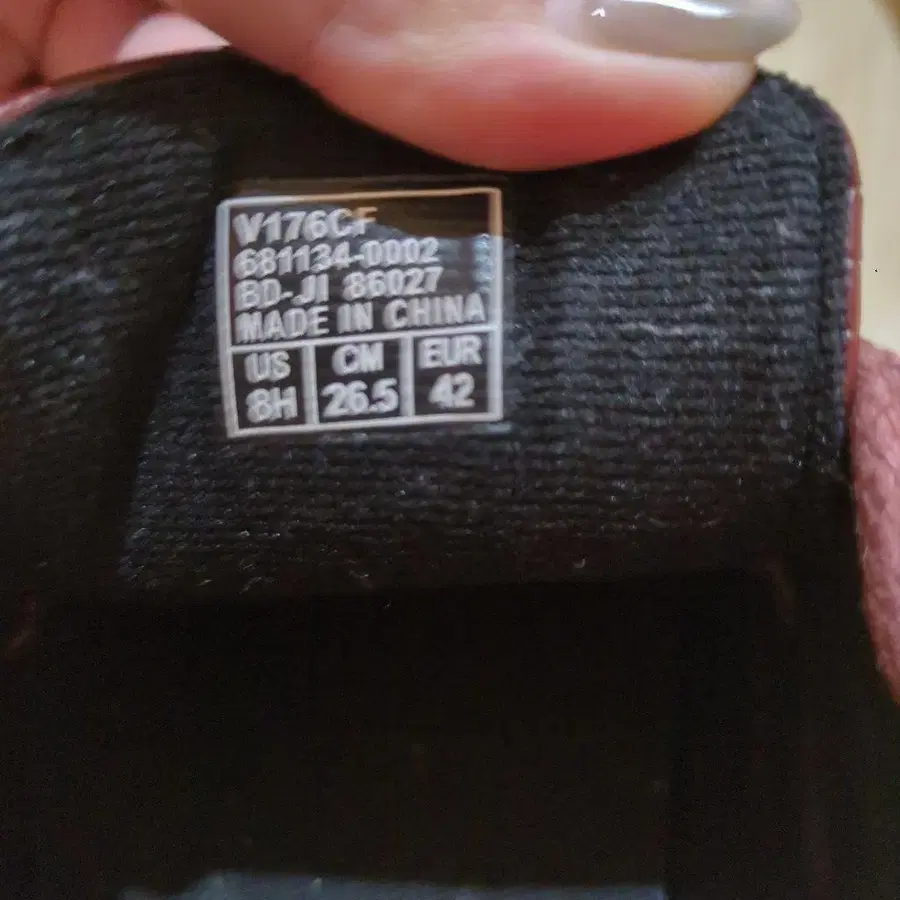 V176CF
681134-0002
BD-JI 86027
MADE IN CHINA
US CM EUR
8H 26.5 42